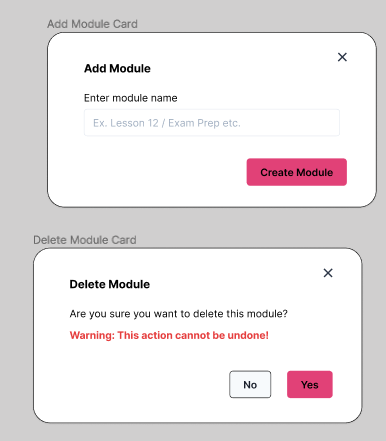 Add Module Card
Add Module
Enter module name
Ex. Lesson 12 / Exam Prep etc.
Create Module
Delete Module Card
Delete Module
Are you sure you want to delete this module?
Warning: This action cannot be undone!
No
Yes